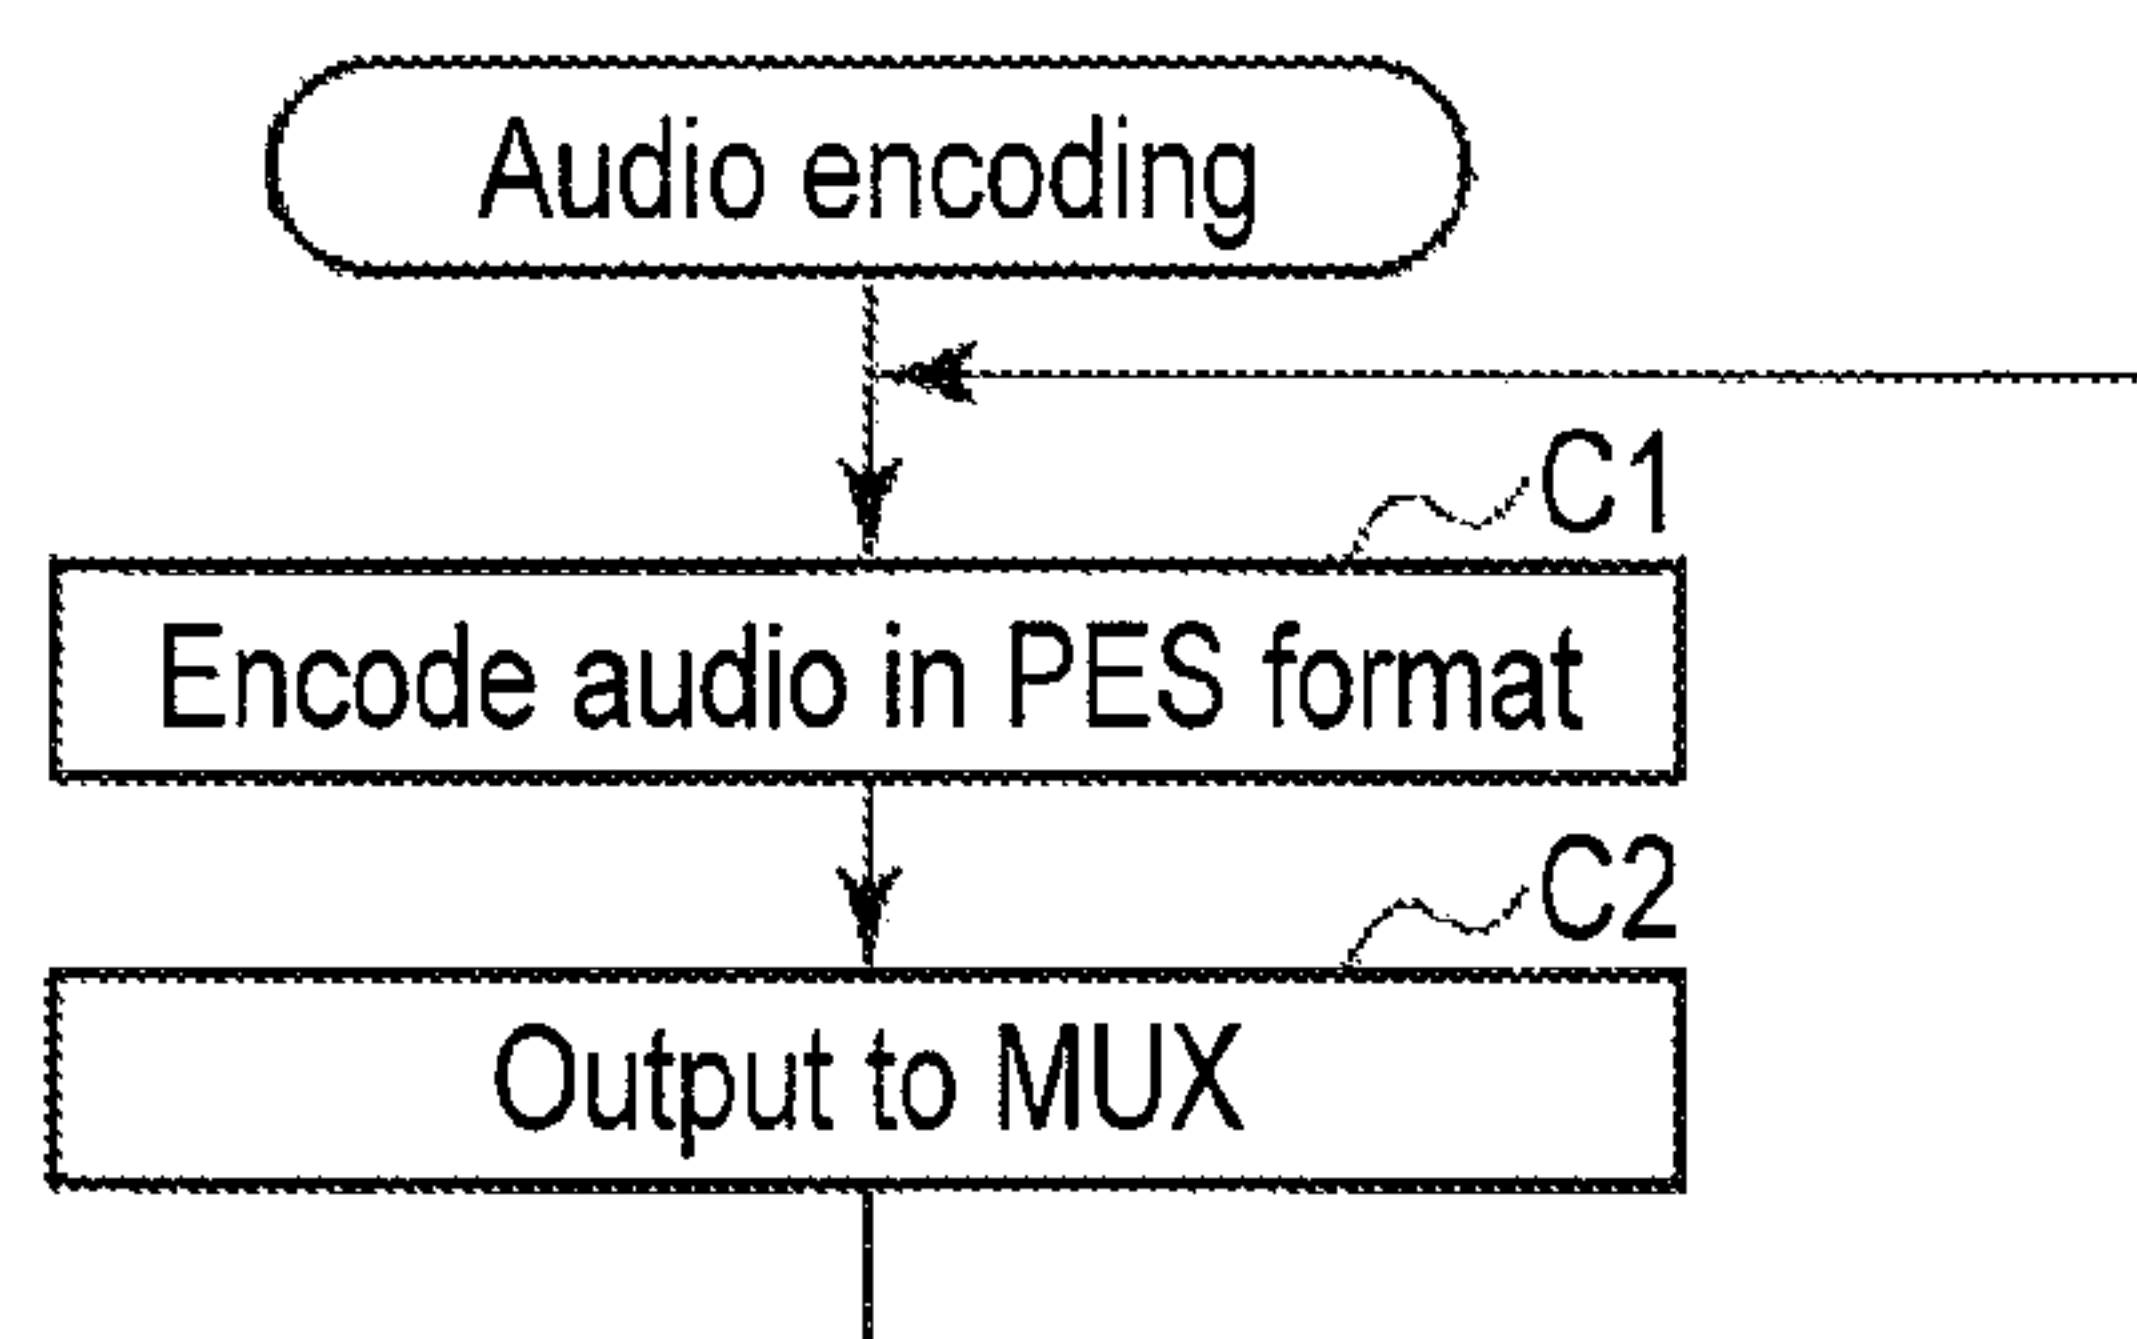 Audio encoding
C1
Encode audio in PES format
C2
Output to MUX